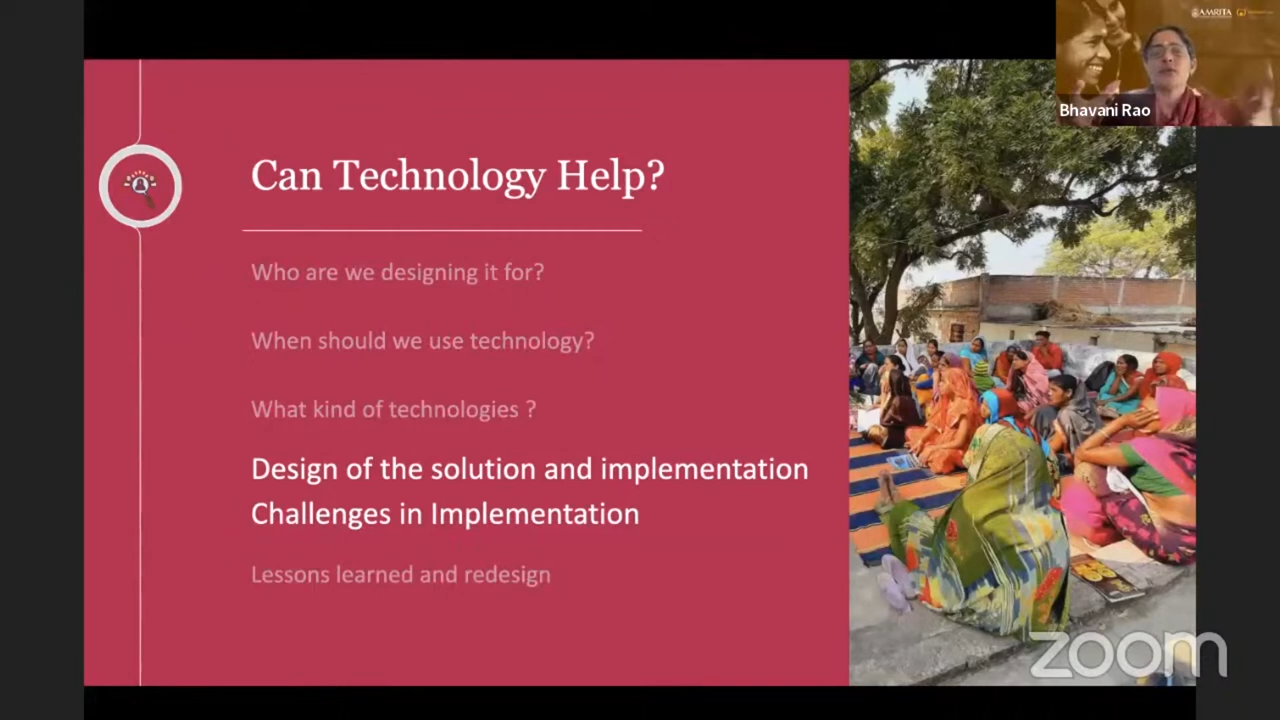 AMRITA
Bhavani Rao
Can Technology Help?
Who are we designing it for?
When should we use technology?
What kind of technologies ?
Design of the solution and implementation
Challenges in Implementation
Lessons learned and redesign
zoom